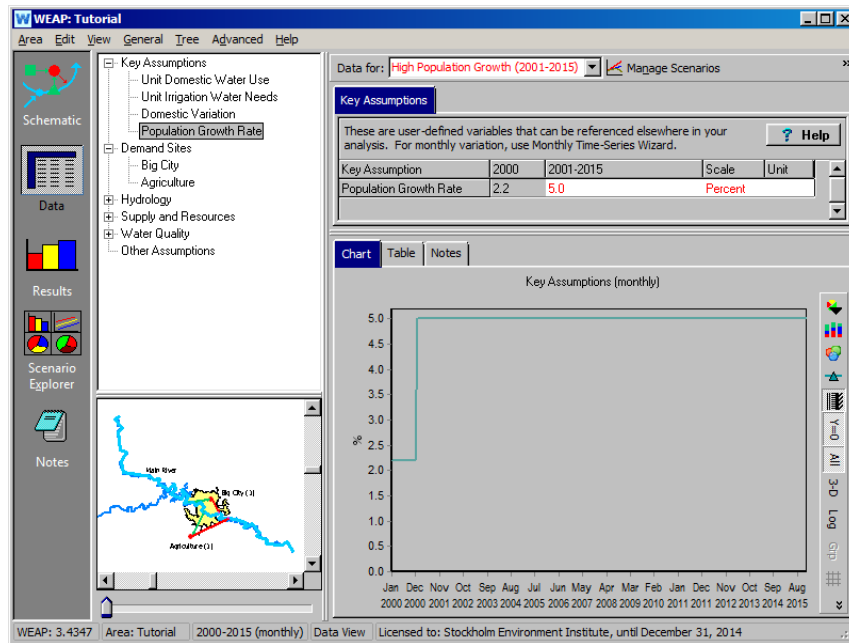 WEAP: Tutorial
Area Edit View General Tree Advanced Help
Schematic
Data
Results
Scenario
Explorer
Notes
Key Assumptions
Unit Domestic Water Use
Unit Irrigation Water Needs
Domestic Variation
Population Growth Rate
Demand Sites
Big City
Agriculture
Hydrology
Supply and Resources
Water Quality
Other Assumptions
Main River
Big City (1)
Agriculture (1)
Data for: High Population Growth (2001-2015) Manage Scenarios »
Key Assumptions
These are user-defined variables that can be referenced elsewhere in your
analysis. For monthly variation, use Monthly Time-Series Wizard.
? Help
Key Assumption 2000 2001-2015 Scale Unit
Population Growth Rate 2.2 5.0 Percent
Chart Table Notes
Key Assumptions (monthly)
5.0
4.5
4.0
3.5
3.0
2.5
2.0
1.5
1.0
0.5
0.0
%
Jan Dec Nov Oct Sep Aug Jul Jun May Apr Mar Feb Jan Dec Nov Oct Sep Aug
2000 2000 2001 2002 2003 2004 2005 2006 2007 2008 2009 2010 2011 2011 2012 2013 2014 2015
Y=0
All
3-D
Log
WEAP: 3.4347 Area: Tutorial 2000-2015 (monthly) Data View Licensed to: Stockholm Environment Institute, until December 31, 2014